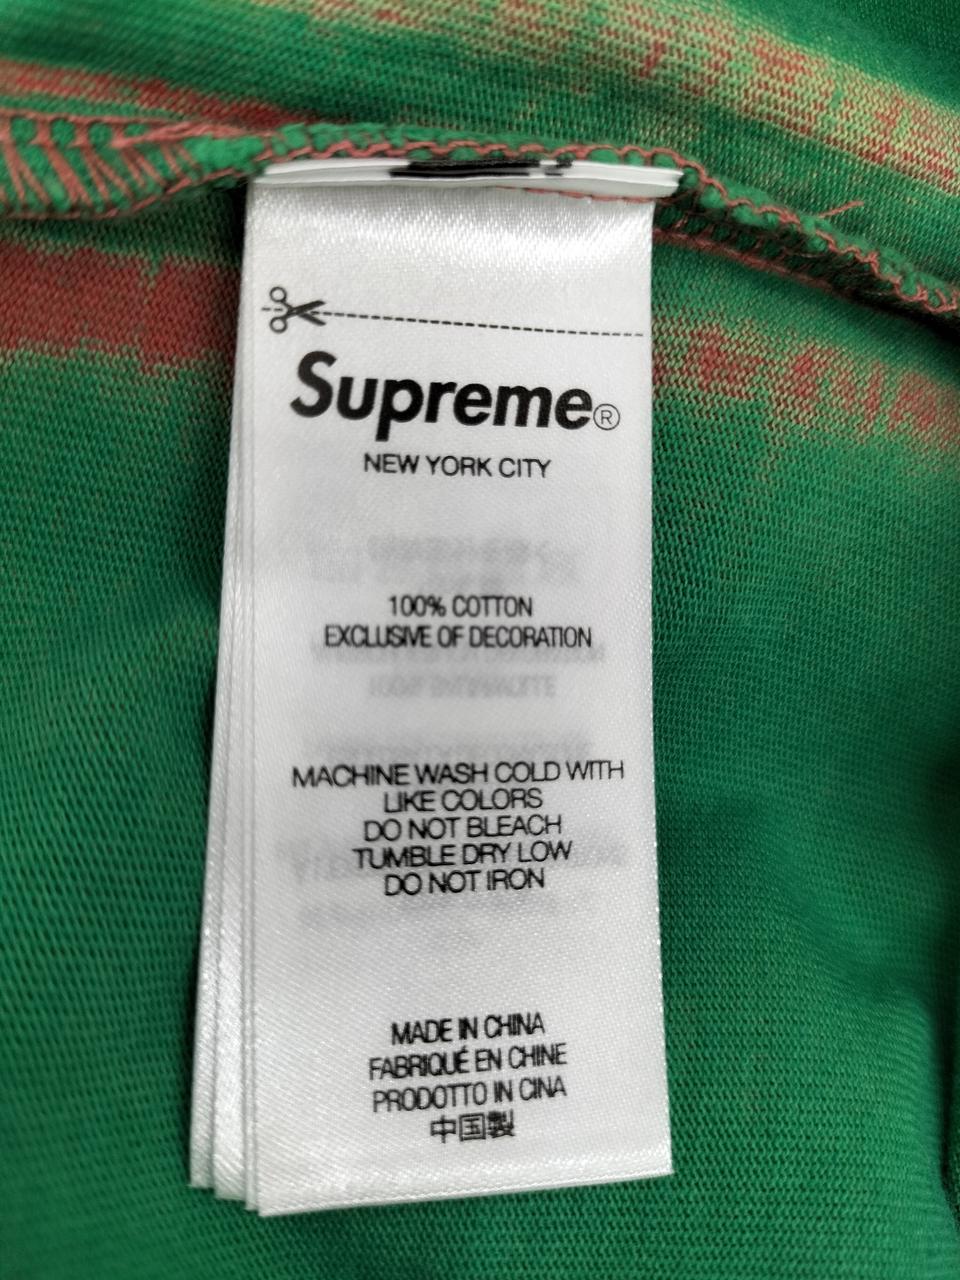 Supreme®
NEW YORK CITY
100% COTTON
EXCLUSIVE OF DECORATION
MACHINE WASH COLD WITH
LIKE COLORS
DO NOT BLEACH
TUMBLE DRY LOW
DO NOT IRON
MADE IN CHINA
FABRIQUÉ EN CHINE
PRODOTTO IN CINA
中国製